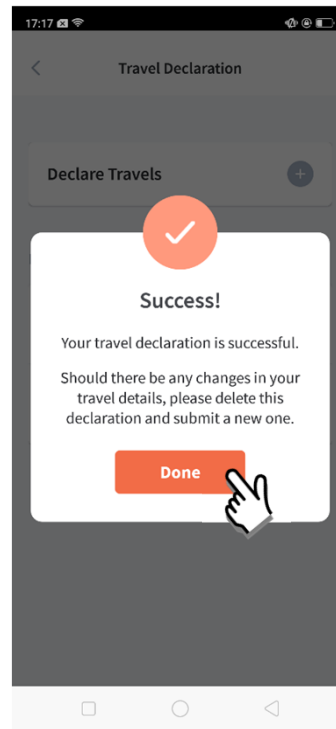 17:17
Travel Declaration
Declare Travels
Success!
Your travel declaration is successful.
Should there be any changes in your
travel details, please delete this
declaration and submit a new one.
Done